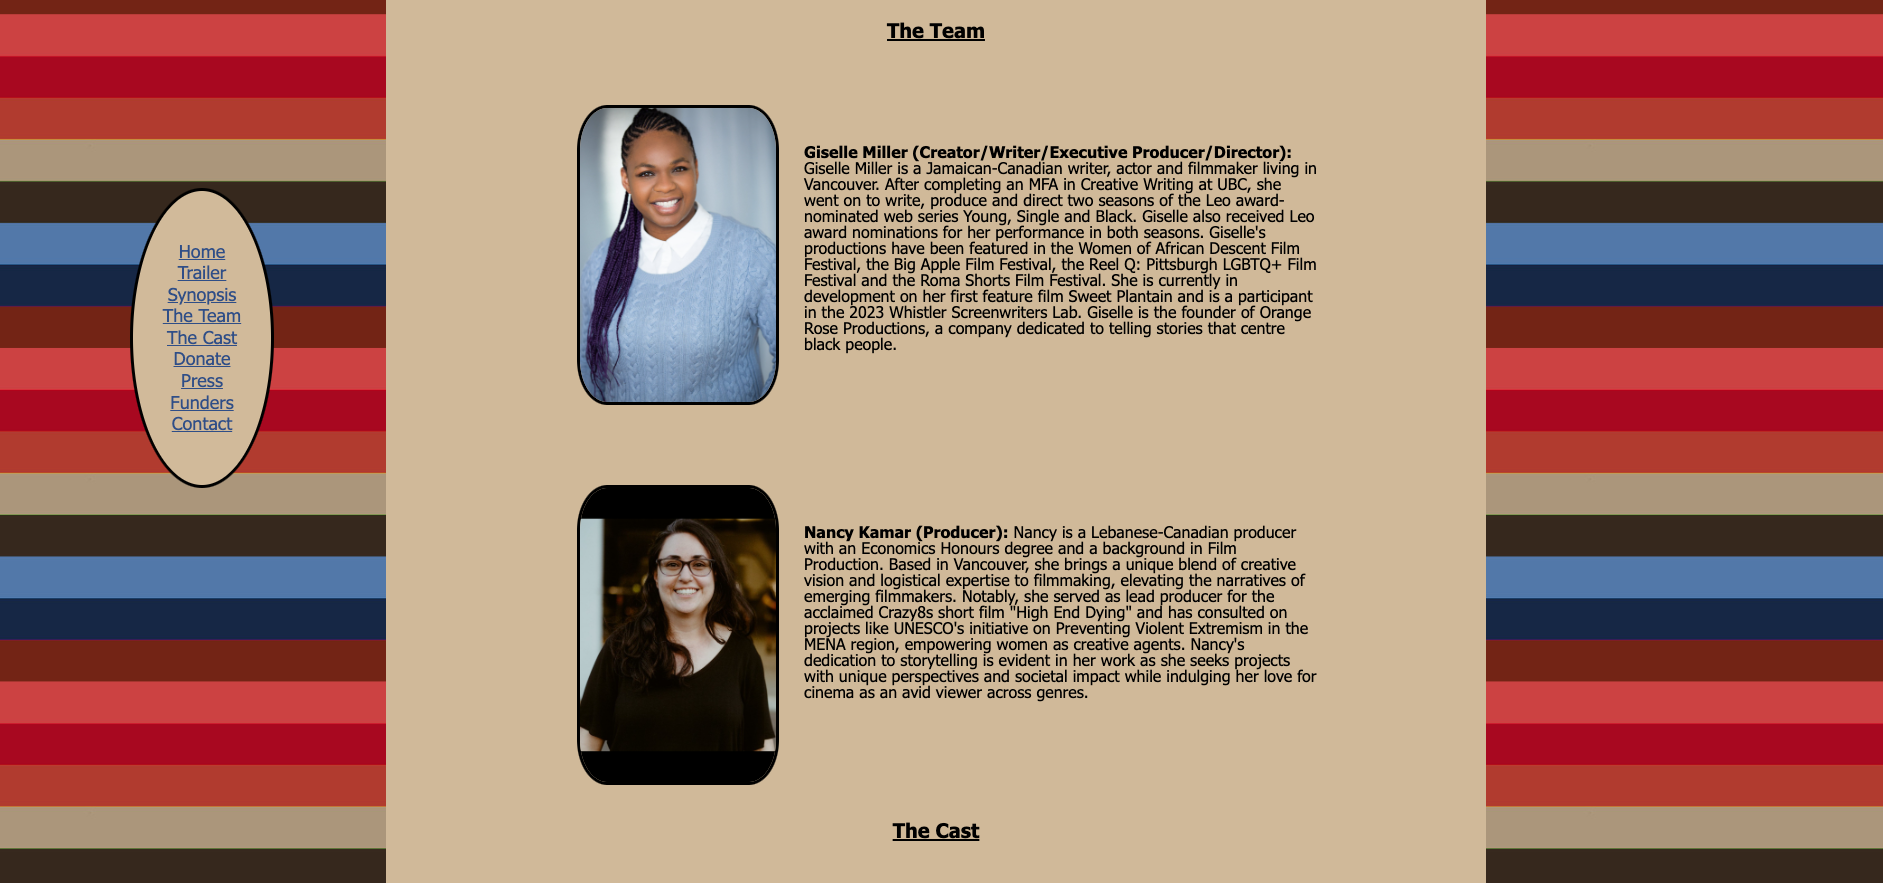 The Team
Home
Trailer
Synopsis
The Team
The Cast
Donate
Press
Funders
Contact
Giselle Miller (Creator/Writer/Executive Producer/Director):
Giselle Miller is a Jamaican-Canadian writer, actor and filmmaker living in
Vancouver. After completing an MFA in Creative Writing at UBC, she
went on to write, produce and direct two seasons of the Leo award-
nominated web series Young, Single and Black. Giselle also received Leo
award nominations for her performance in both seasons. Giselle's
productions have been featured in the Women of African Descent Film
Festival, the Big Apple Film Festival, the Reel Q: Pittsburgh LGBTQ+ Film
Festival and the Roma Shorts Film Festival. She is currently in
development on her first feature film Sweet Plantain and is a participant
in the 2023 Whistler Screenwriters Lab. Giselle is the founder of Orange
Rose Productions, a company dedicated to telling stories that centre
black people.
Nancy Kamar (Producer): Nancy is a Lebanese-Canadian producer
with an Economics Honours degree and a background in Film
Production. Based in Vancouver, she brings a unique blend of creative
vision and logistical expertise to filmmaking, elevating the narratives of
emerging filmmakers. Notably, she served as lead producer for the
acclaimed Crazy8s short film "High End Dying" and has consulted on
projects like UNESCO's initiative on Preventing Violent Extremism in the
MENA region, empowering women as creative agents. Nancy's
dedication to storytelling is evident in her work as she seeks projects
with unique perspectives and societal impact while indulging her love for
cinema as an avid viewer across genres.
The Cast